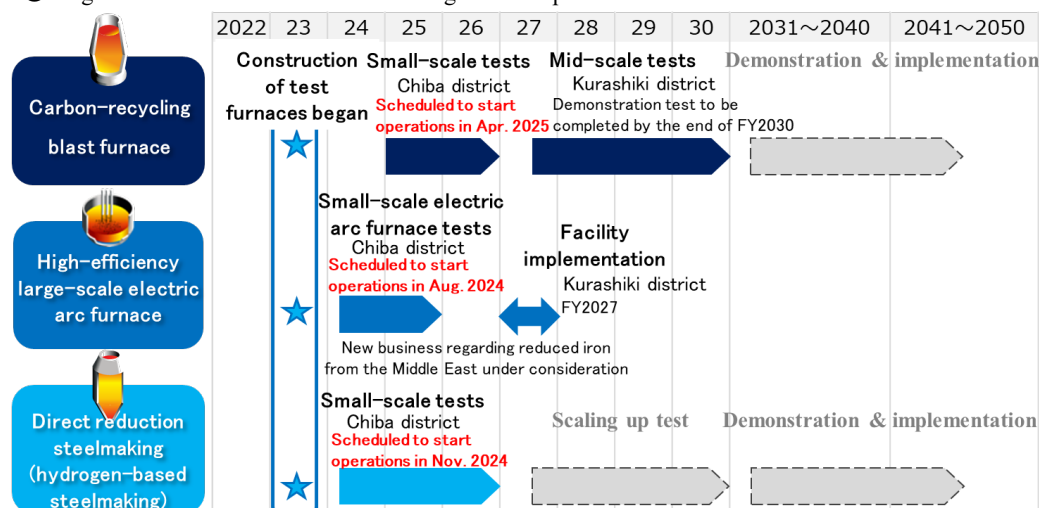 2022 23 24 25 26 27 28 29 30 2031～2040 2041～2050
Carbon-recycling
blast furnace
Construction
of test
furnaces began
Small-scale tests
Chiba district
Scheduled to start
operations in Apr. 2025
Mid-scale tests
Kurashiki district
Demonstration test to be
completed by the end of FY2030
Demonstration & implementation
High-efficiency
large-scale electric
arc furnace
Small-scale electric
arc furnace tests
Chiba district
Scheduled to start
operations in Aug. 2024
Facility
implementation
Kurashiki district
FY2027
New business regarding reduced iron
from the Middle East under consideration
Direct reduction
steelmaking
(hydrogen-based
steelmaking)
Small-scale tests
Chiba district
Scheduled to start
operations in Nov. 2024
Scaling up test
Demonstration & implementation